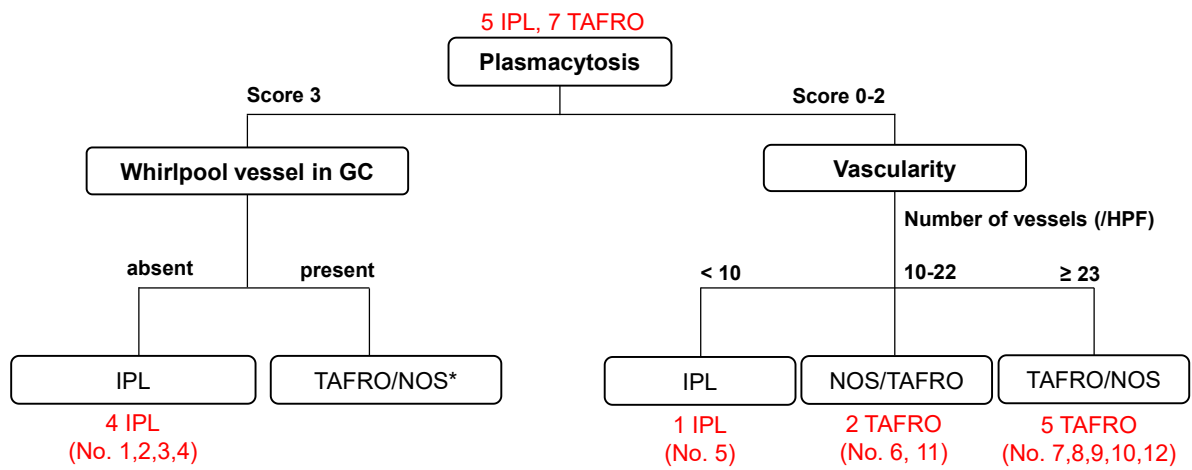 5 IPL, 7 TAFRO
Plasmacytosis
Score 3
Score 0-2
Whirlpool vessel in GC
Vascularity
Number of vessels (/HPF)
absent
present
< 10
10-22
≥ 23
IPL
TAFRO/NOS*
IPL
NOS/TAFRO
TAFRO/NOS
4 IPL
(No. 1,2,3,4)
1 IPL
(No. 5)
2 TAFRO
(No. 6, 11)
5 TAFRO
(No. 7,8,9,10,12)